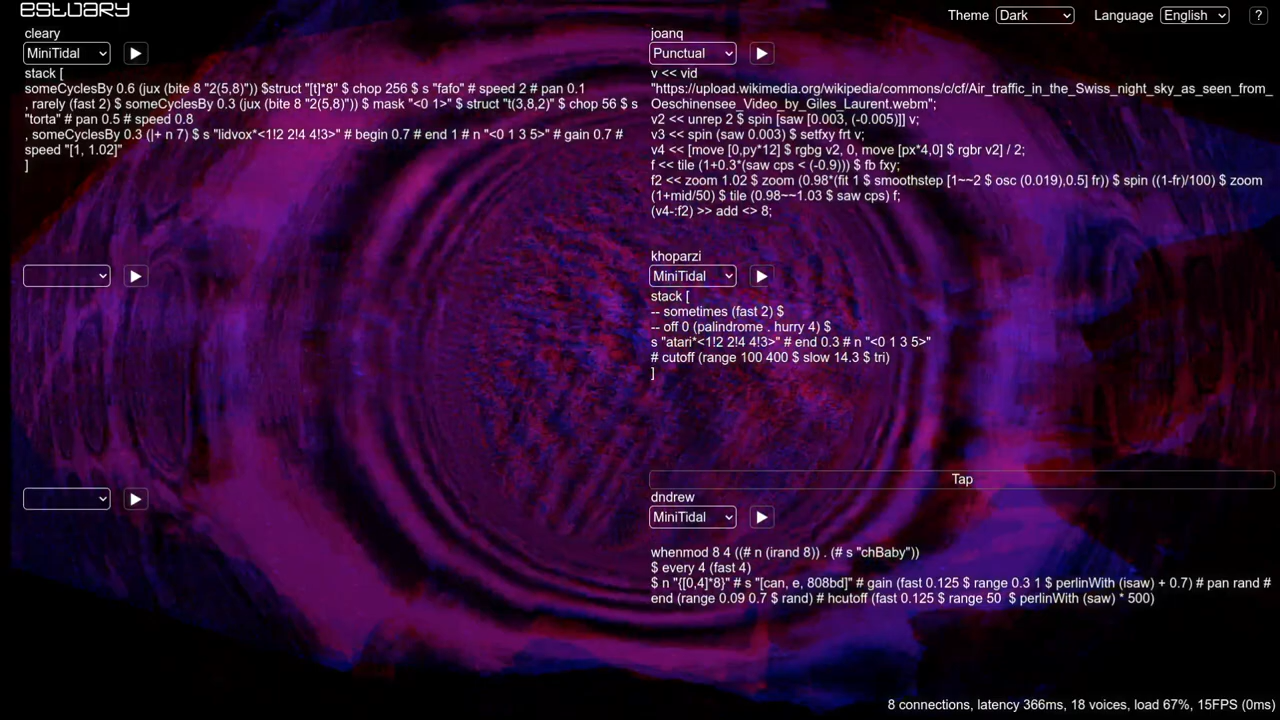 estuary
Theme Dark Language English ?
cleary
MiniTidal
stack [
someCyclesBy 0.6 (jux (bite 8 "2(5,8)")) $struct "[t]*8" $ chop 256 $ s "fafo" # speed 2 # pan 0.1
, rarely (fast 2) $ someCyclesBy 0.3 (jux (bite 8 "2(5,8)")) $ mask "<0 1>" $ struct "t(3,8,2)" $ chop 56 $ s
"torta" # pan 0.5 # speed 0.8
, someCyclesBy 0.3 (|+ n 7) $ s "lidvox*<1!2 2!4 4!3>" # begin 0.7 # end 1 # n "<0 1 3 5>" # gain 0.7 #
speed "[1, 1.02]"
]
joanq
Punctual
v << vid
"https://upload.wikimedia.org/wikipedia/commons/c/cf/Air_traffic_in_the_Swiss_night_sky_as_seen_from_
Oeschinensee_Video_by_Giles_Laurent.webm";
v2 << unrep 2 $ spin [saw [0.003, (-0.005)]] v;
v3 << spin (saw 0.003) $ setfxy frt v;
v4 << [move [0,py*12] $ rgbg v2, 0, move [px*4,0] $ rgbr v2] / 2;
f << tile (1+0.3*(saw cps < (-0.9))) $ fb fxy;
f2 << zoom 1.02 $ zoom (0.98*(fit 1 $ smoothstep [1~~2 $ osc (0.019),0.5] fr)) $ spin ((1-fr)/100) $ zoom
(1+mid/50) $ tile (0.98~~1.03 $ saw cps) f;
(v4-:f2) >> add <> 8;
khoparzi
MiniTidal
stack [
-- sometimes (fast 2) $
-- off 0 (palindrome . hurry 4) $
s "atari*<1!2 2!4 4!3>" # end 0.3 # n "<0 1 3 5>"
# cutoff (range 100 400 $ slow 14.3 $ tri)
]
Tap
dndrew
MiniTidal
whenmod 8 4 ((# n (irand 8)) . (# s "chBaby"))
$ every 4 (fast 4)
$ n "{[0,4]*8}" # s "[can, e, 808bd]" # gain (fast 0.125 $ range 0.3 1 $ perlinWith (isaw) + 0.7) # pan rand #
end (range 0.09 0.7 $ rand) # hcutoff (fast 0.125 $ range 50  $ perlinWith (saw) * 500)
8 connections, latency 366ms, 18 voices, load 67%, 15FPS (0ms)